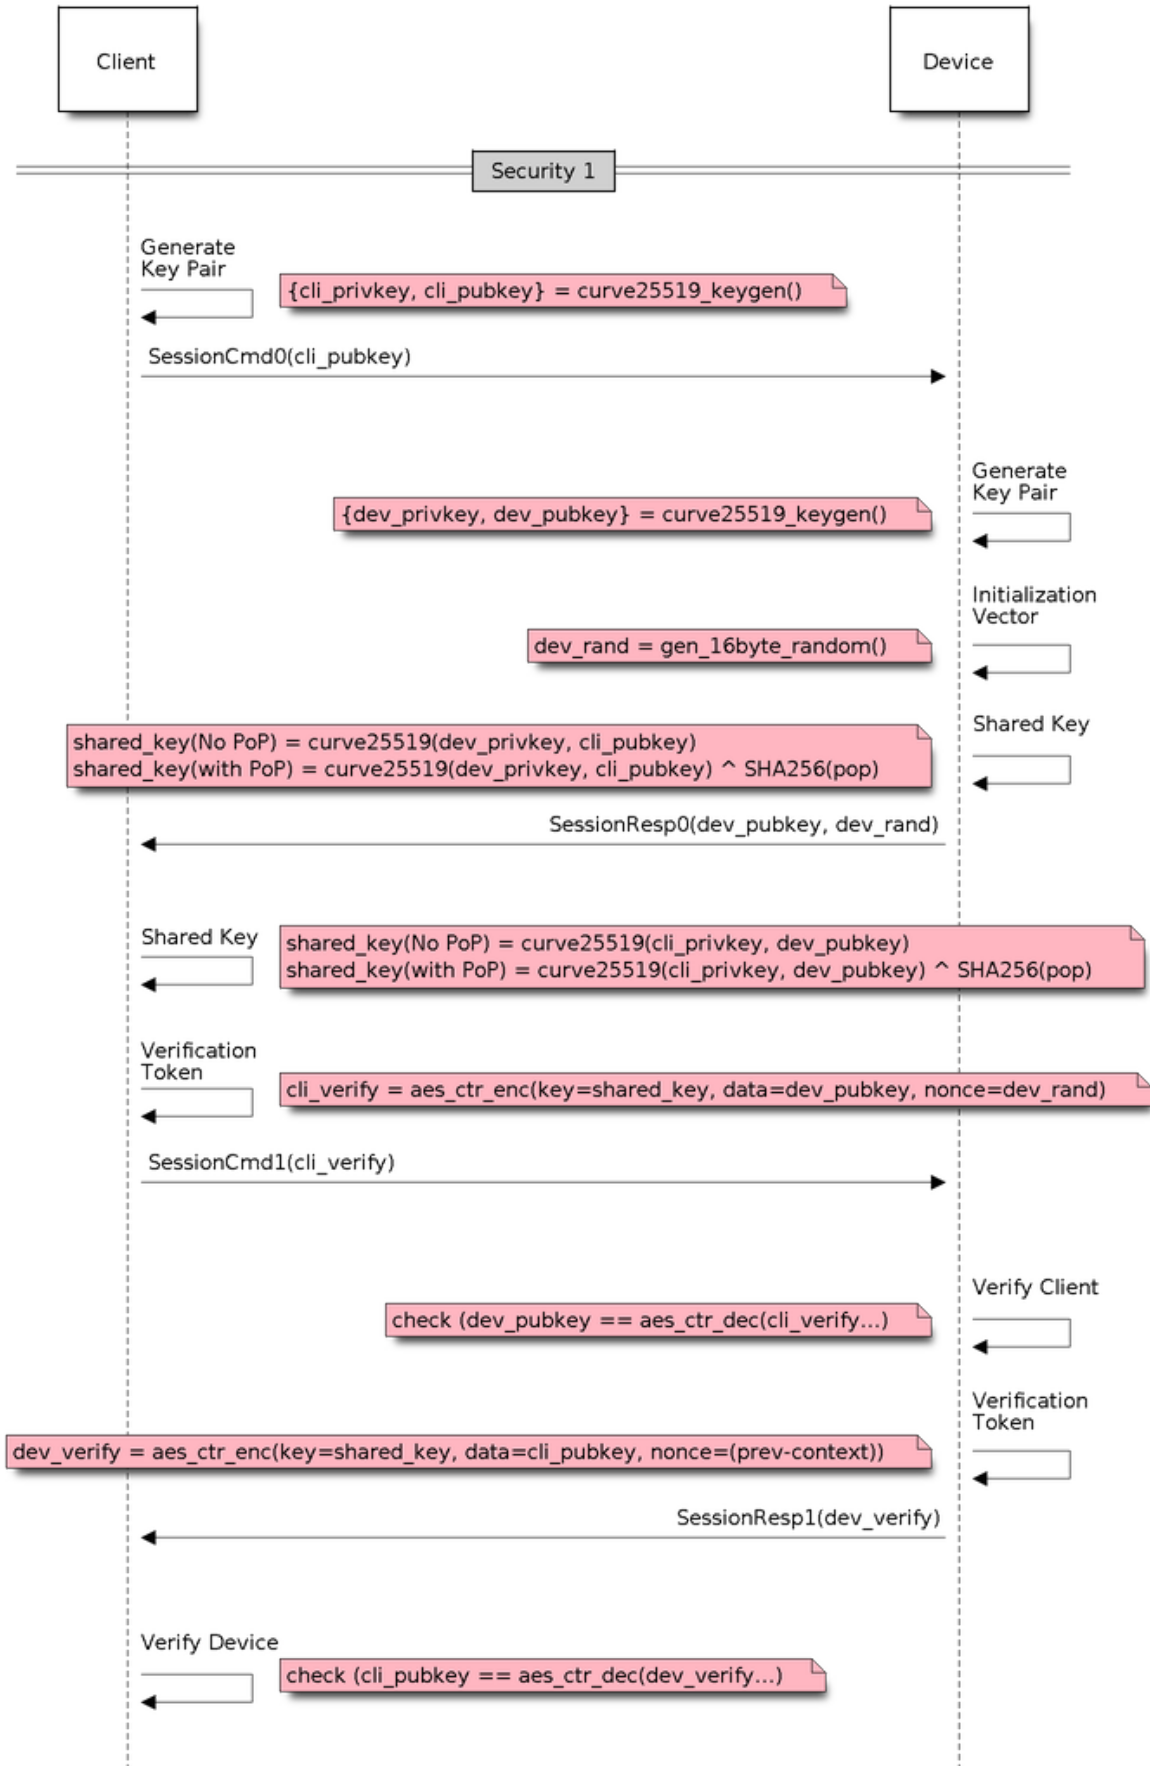 Client
Device
Security 1
Generate
Key Pair
{cli_privkey, cli_pubkey} = curve25519_keygen()
SessionCmd0(cli_pubkey)
Generate
Key Pair
{dev_privkey, dev_pubkey} = curve25519_keygen()
Initialization
Vector
dev_rand = gen_16byte_random()
Shared Key
shared_key(No PoP) = curve25519(dev_privkey, cli_pubkey)
shared_key(with PoP) = curve25519(dev_privkey, cli_pubkey) ^ SHA256(pop)
SessionResp0(dev_pubkey, dev_rand)
Shared Key
shared_key(No PoP) = curve25519(cli_privkey, dev_pubkey)
shared_key(with PoP) = curve25519(cli_privkey, dev_pubkey) ^ SHA256(pop)
Verification
Token
cli_verify = aes_ctr_enc(key=shared_key, data=dev_pubkey, nonce=dev_rand)
SessionCmd1(cli_verify)
Verify Client
check (dev_pubkey == aes_ctr_dec(cli_verify...)
Verification
Token
dev_verify = aes_ctr_enc(key=shared_key, data=cli_pubkey, nonce=(prev-context))
SessionResp1(dev_verify)
Verify Device
check (cli_pubkey == aes_ctr_dec(dev_verify...)